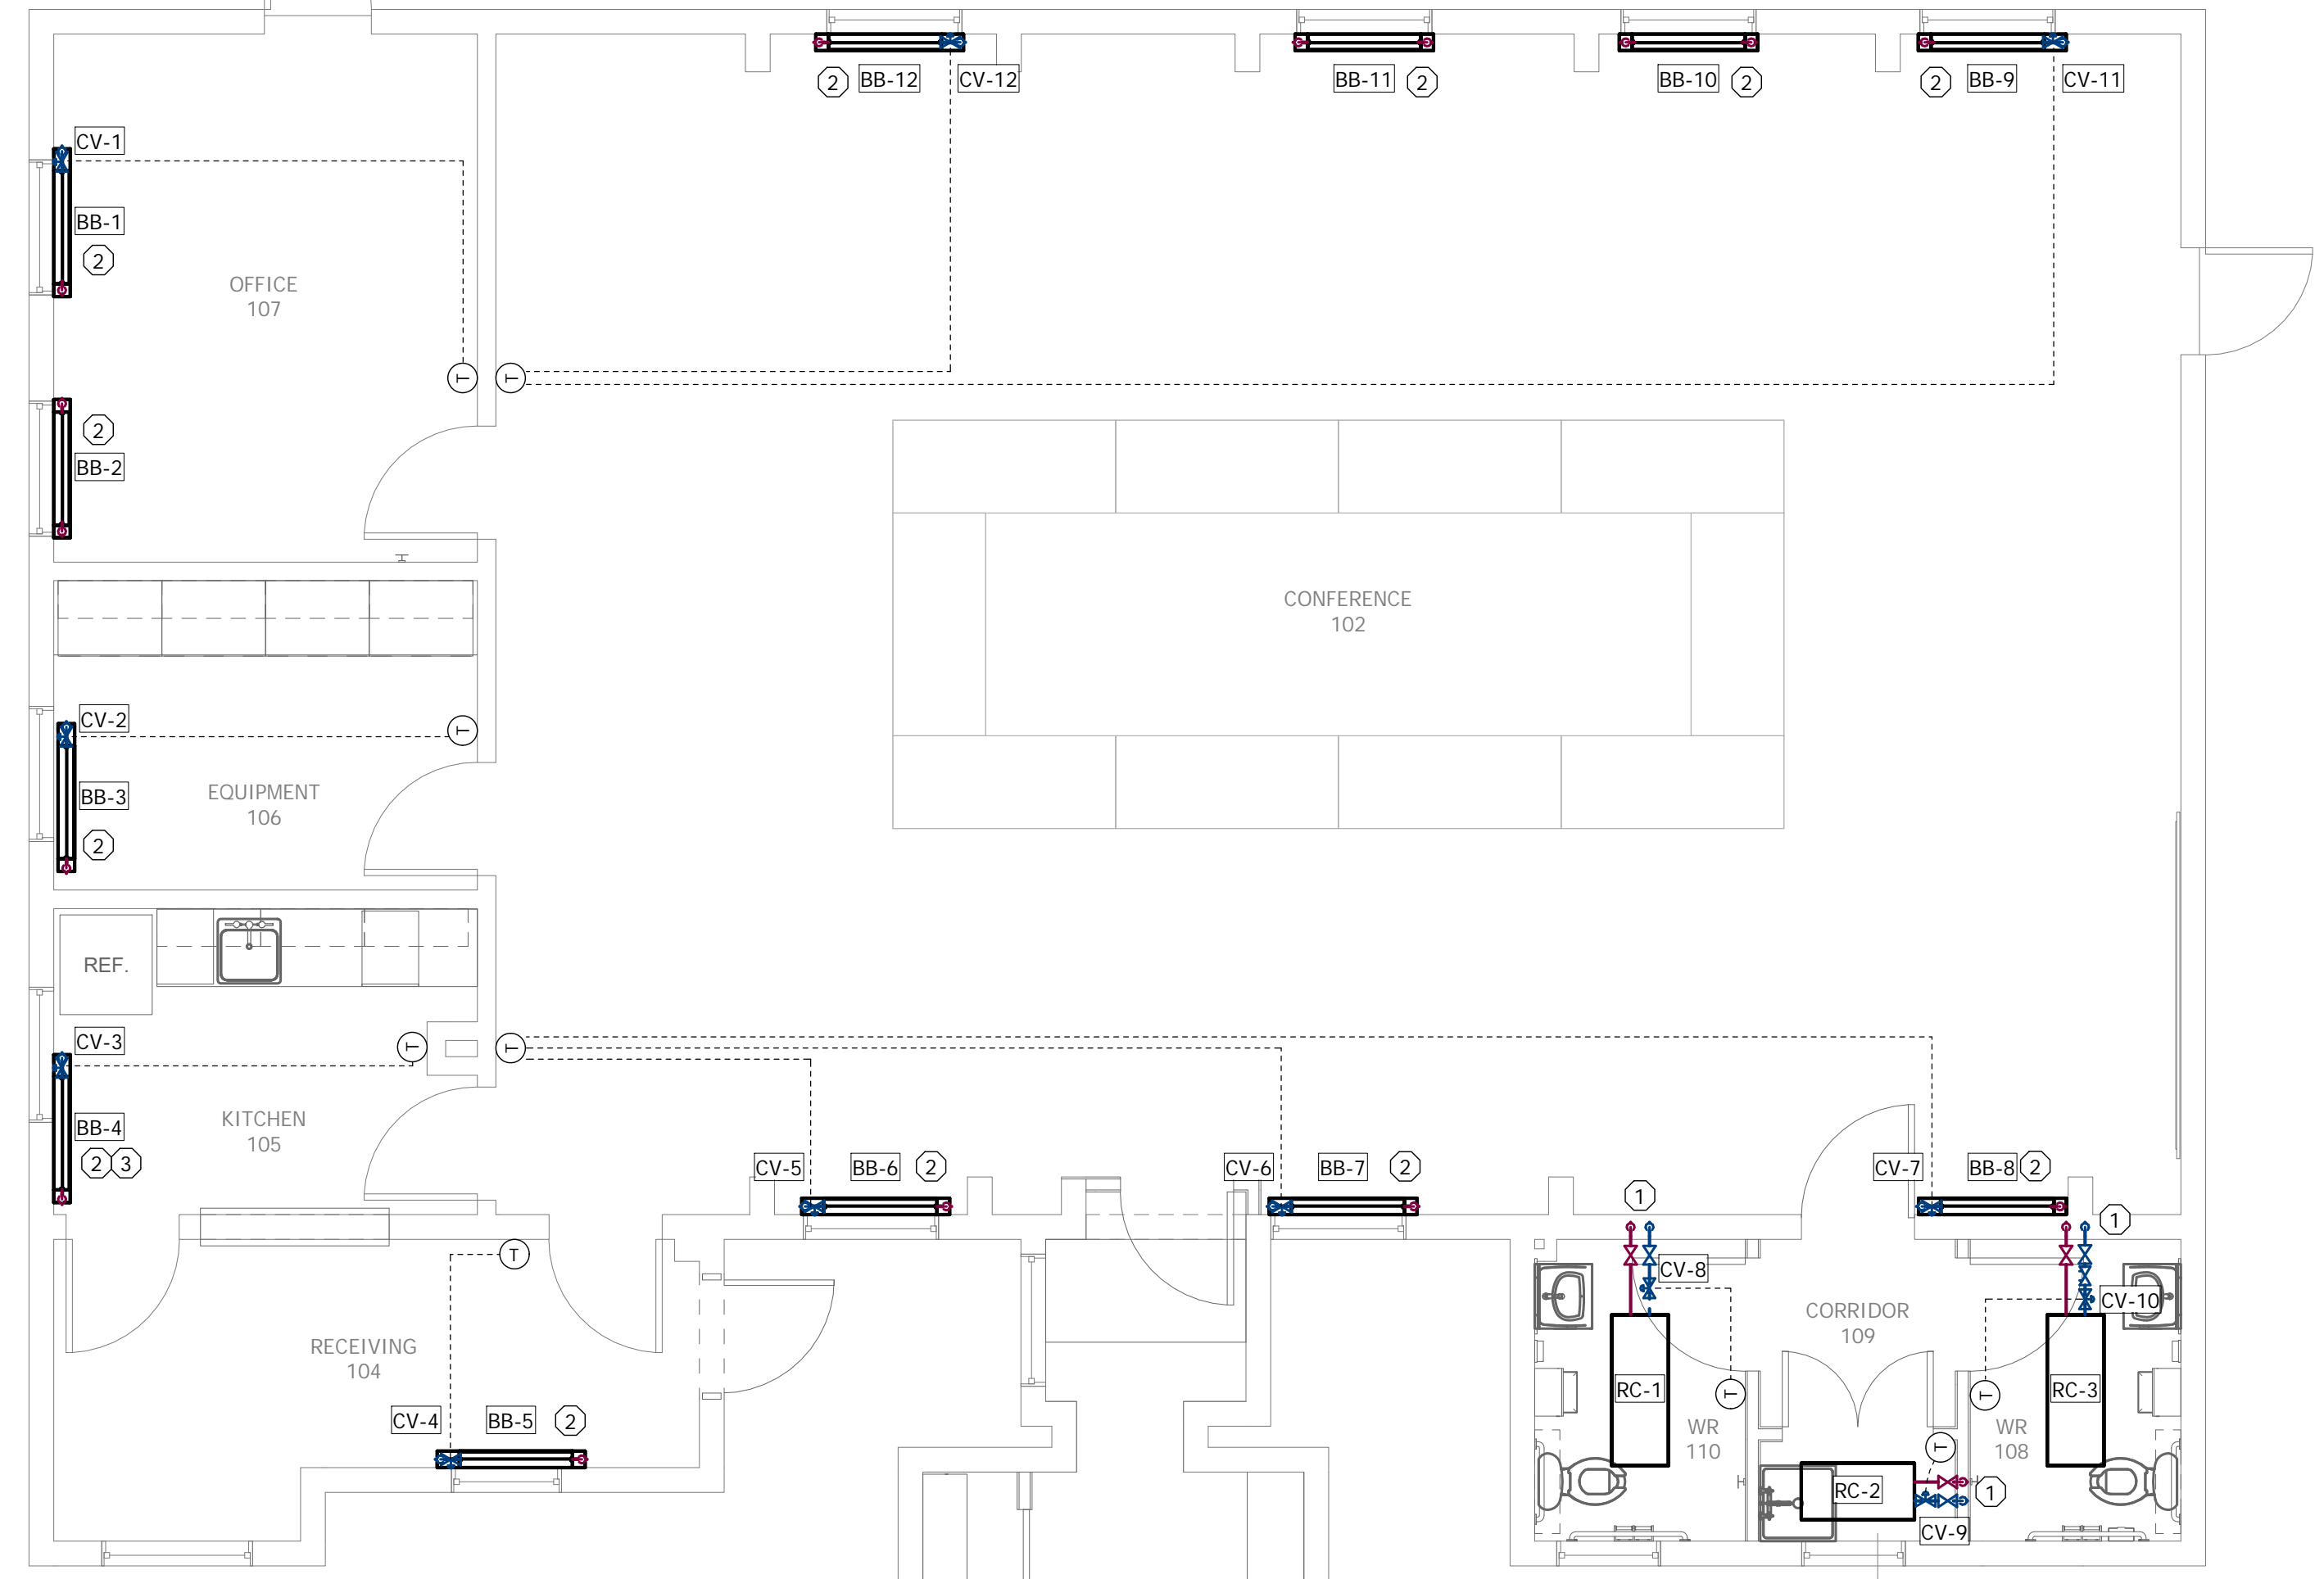 2
BB-12
CV-12
BB-11
2
BB-10
2
2
BB-9
CV-11
CV-1
BB-1
2
OFFICE
107
T
T
2
BB-2
CONFERENCE
102
CV-2
T
BB-3
EQUIPMENT
106
2
REF.
CV-3
T
T
KITCHEN
105
BB-4
2
3
CV-5
BB-6
2
CV-6
BB-7
2
CV-7
BB-8
2
1
1
T
CV-8
CV-10
CORRIDOR
109
RECEIVING
104
RC-1
T
T
RC-3
CV-4
BB-5
2
WR
110
WR
108
T
RC-2
1
CV-9